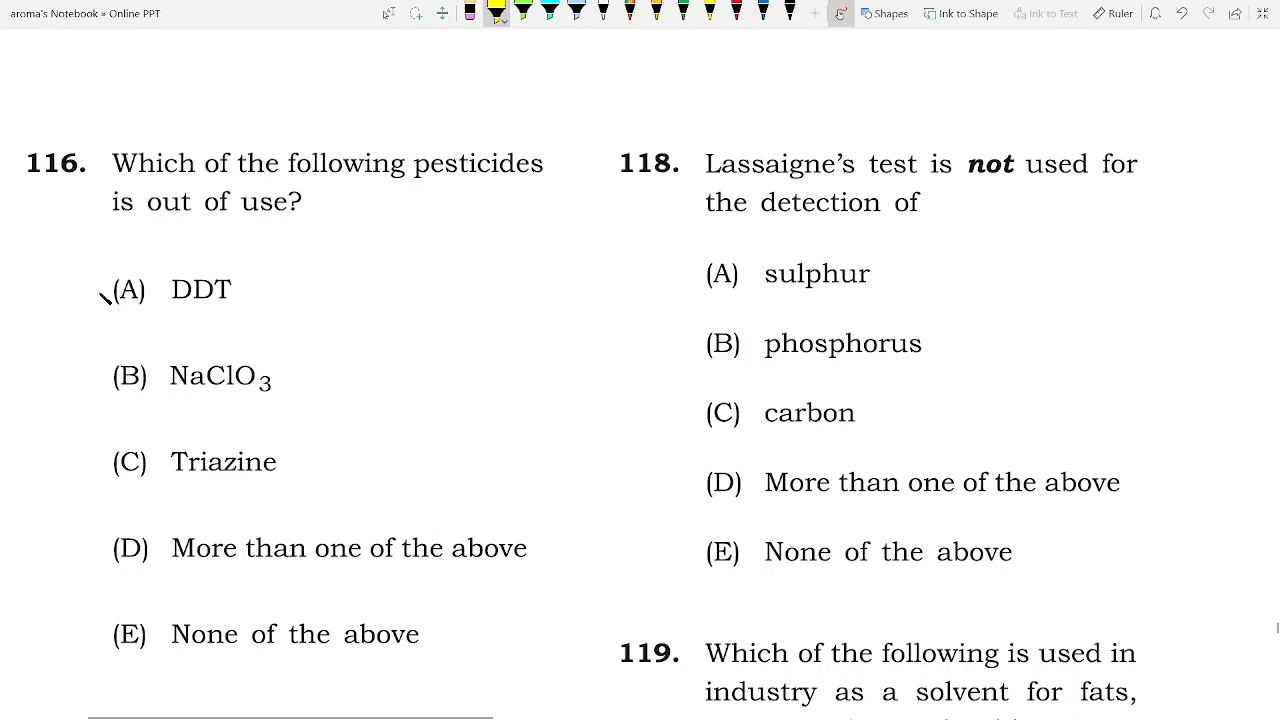 aroma's Notebook » Online PPT
Shapes Ink to Shape Ink to Text Ruler
116. Which of the following pesticides
is out of use?
(A) DDT
(B) NaClO3
(C) Triazine
(D) More than one of the above
(E) None of the above
118. Lassaigne’s test is not used for
the detection of
(A) sulphur
(B) phosphorus
(C) carbon
(D) More than one of the above
(E) None of the above
119. Which of the following is used in
industry as a solvent for fats,